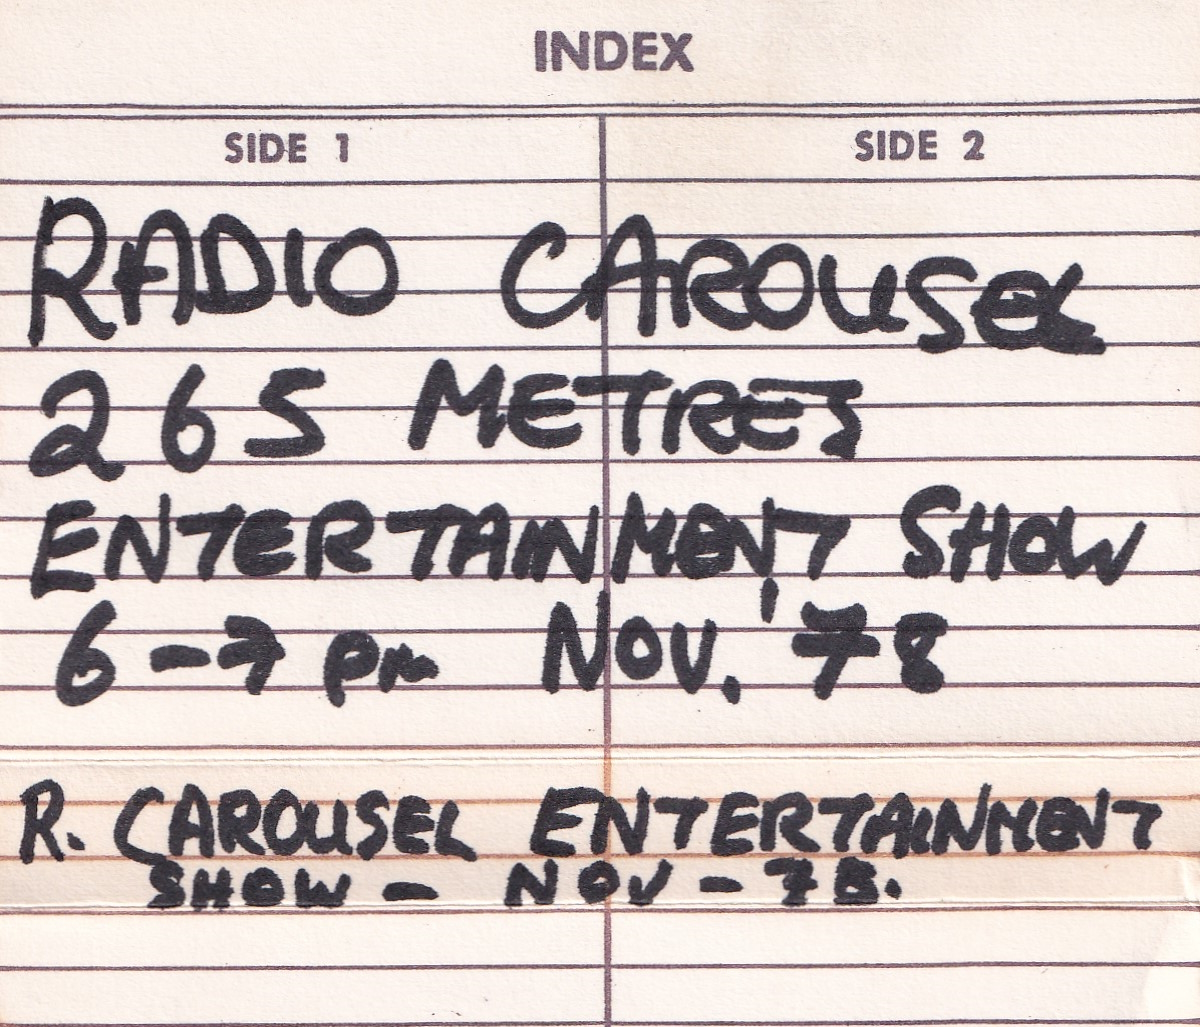 INDEX
SIDE 1 SIDE 2
RADIO CAROUSEL
265 METRES
ENTERTAINMENT SHOW
6-7 pm NOV. '78
R. CAROUSEL ENTERTAINMENT
SHOW - NOV - 78.